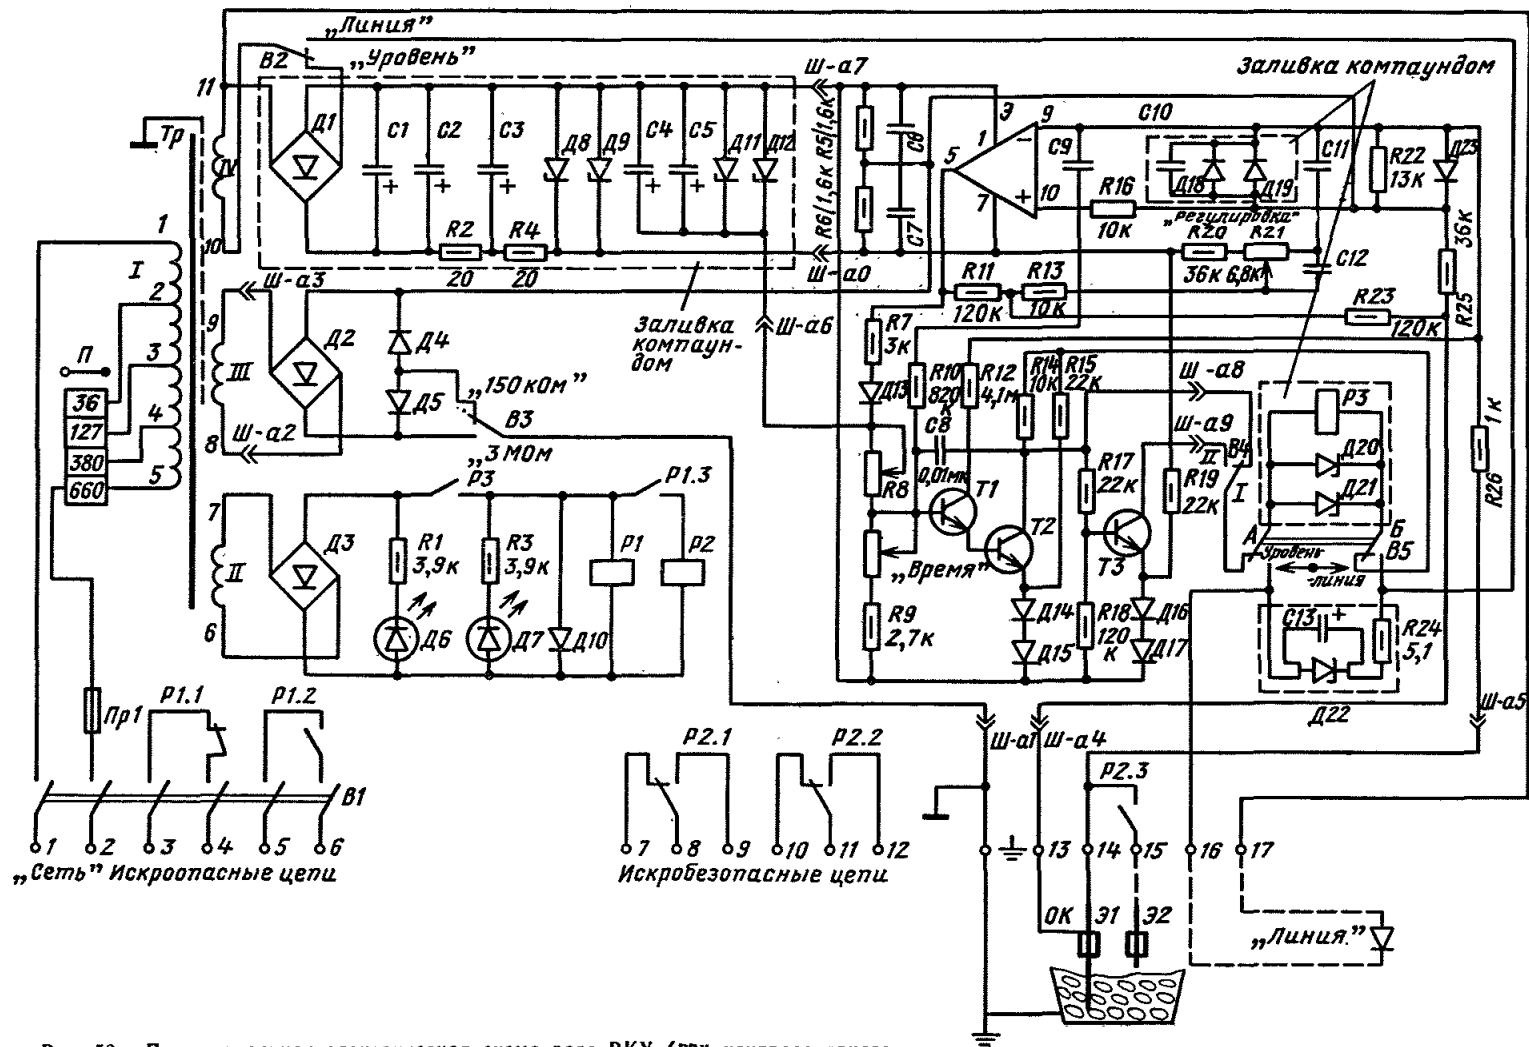 „Линия”
В2 „Уровень”
Ш-а7
Заливка компаундом
11
Тр
IV
Д1
С1 С2 С3 Д8 Д9 С4 С5 Д11 Д12
R5/1,6к С6
Э
1 9
5
10
7
С9
С10
Д18 Д19
С11
R22
13к
Д23
R16
10к
„Регулировка”
R20 R21
36к 6,8к
С12
36к
R25
R6/1,6к С7
10
R2 R4
20 20
Ш-а0
1
I
2
3
4
5
Ш-а3
9
III
8
Ш-а2
Д2
Д4
Д5
„150 кОм”
В3
„3 МОм
Заливка
компаун-
дом
Ш-а6
R11 R13
120к 10к
R23
120к
П
36
127
380
660
R7
3к
Д13
R10
820
к
R12
4,1м
R14
10к
R15
22к
Ш-а8
Ш-а9
II
В4
I
Р3
Д20
Д21
1к
R26
С8
0,01мк
R8
Т1
Т2
R17
22к
R19
22к
Т3
А Б
Уровень В5
-линия
„Время”
7
II
6
Д3
Р3 Р1.3
R1
3,9к
R3
3,9к
Р1 Р2
Д6 Д7 Д10
R9
2,7к
Д14
Д15
R18
120
к
Д16
Д17
С13 +
R24
5,1
Д22
Пр1
Р1.1 Р1.2
В1
Р2.1 Р2.2
Ш-а1 Ш-а4
Ш-а5
Р2.3
1 2 3 4 5 6
7 8 9 10 11 12
13 14 15 16 17
„Сеть” Искроопасные цепи
Искробезопасные цепи
ОК Э1 Э2
„Линия”